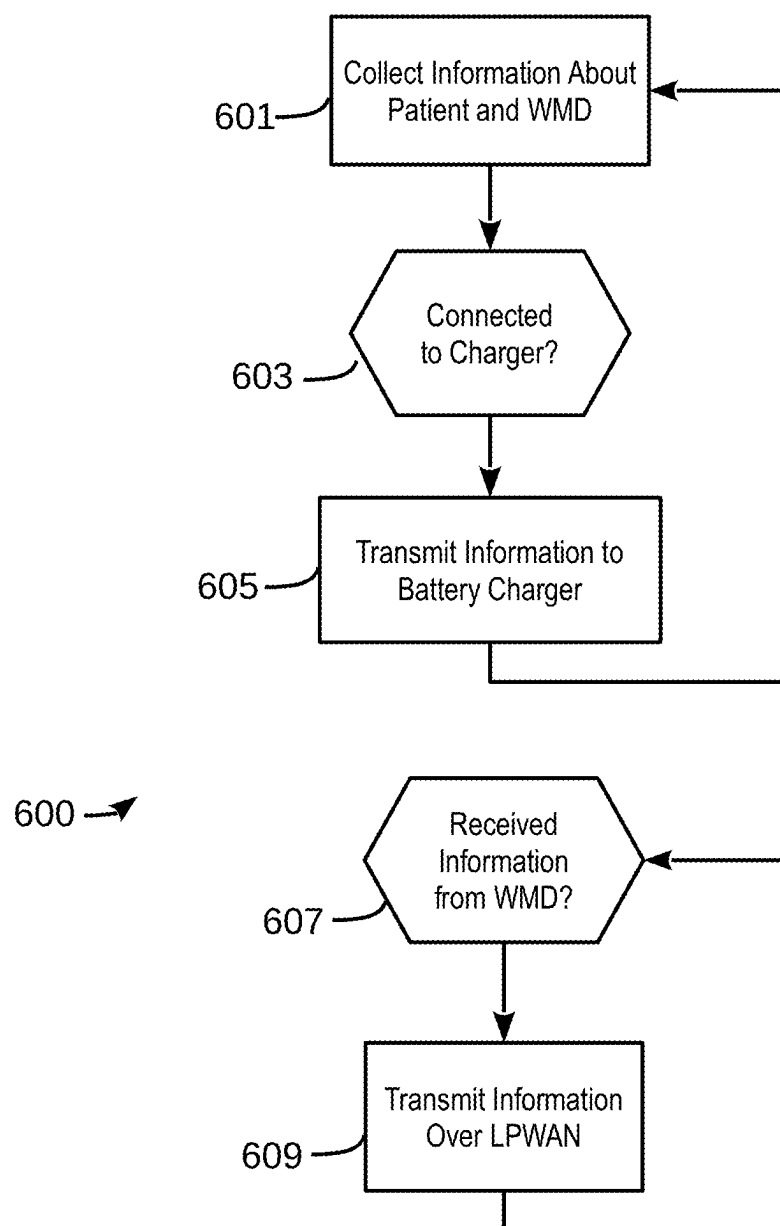 Collect Information About
Patient and WMD
601
Connected
to Charger?
603
Transmit Information to
Battery Charger
605
600
Received
Information
from WMD?
607
Transmit Information
Over LPWAN
609